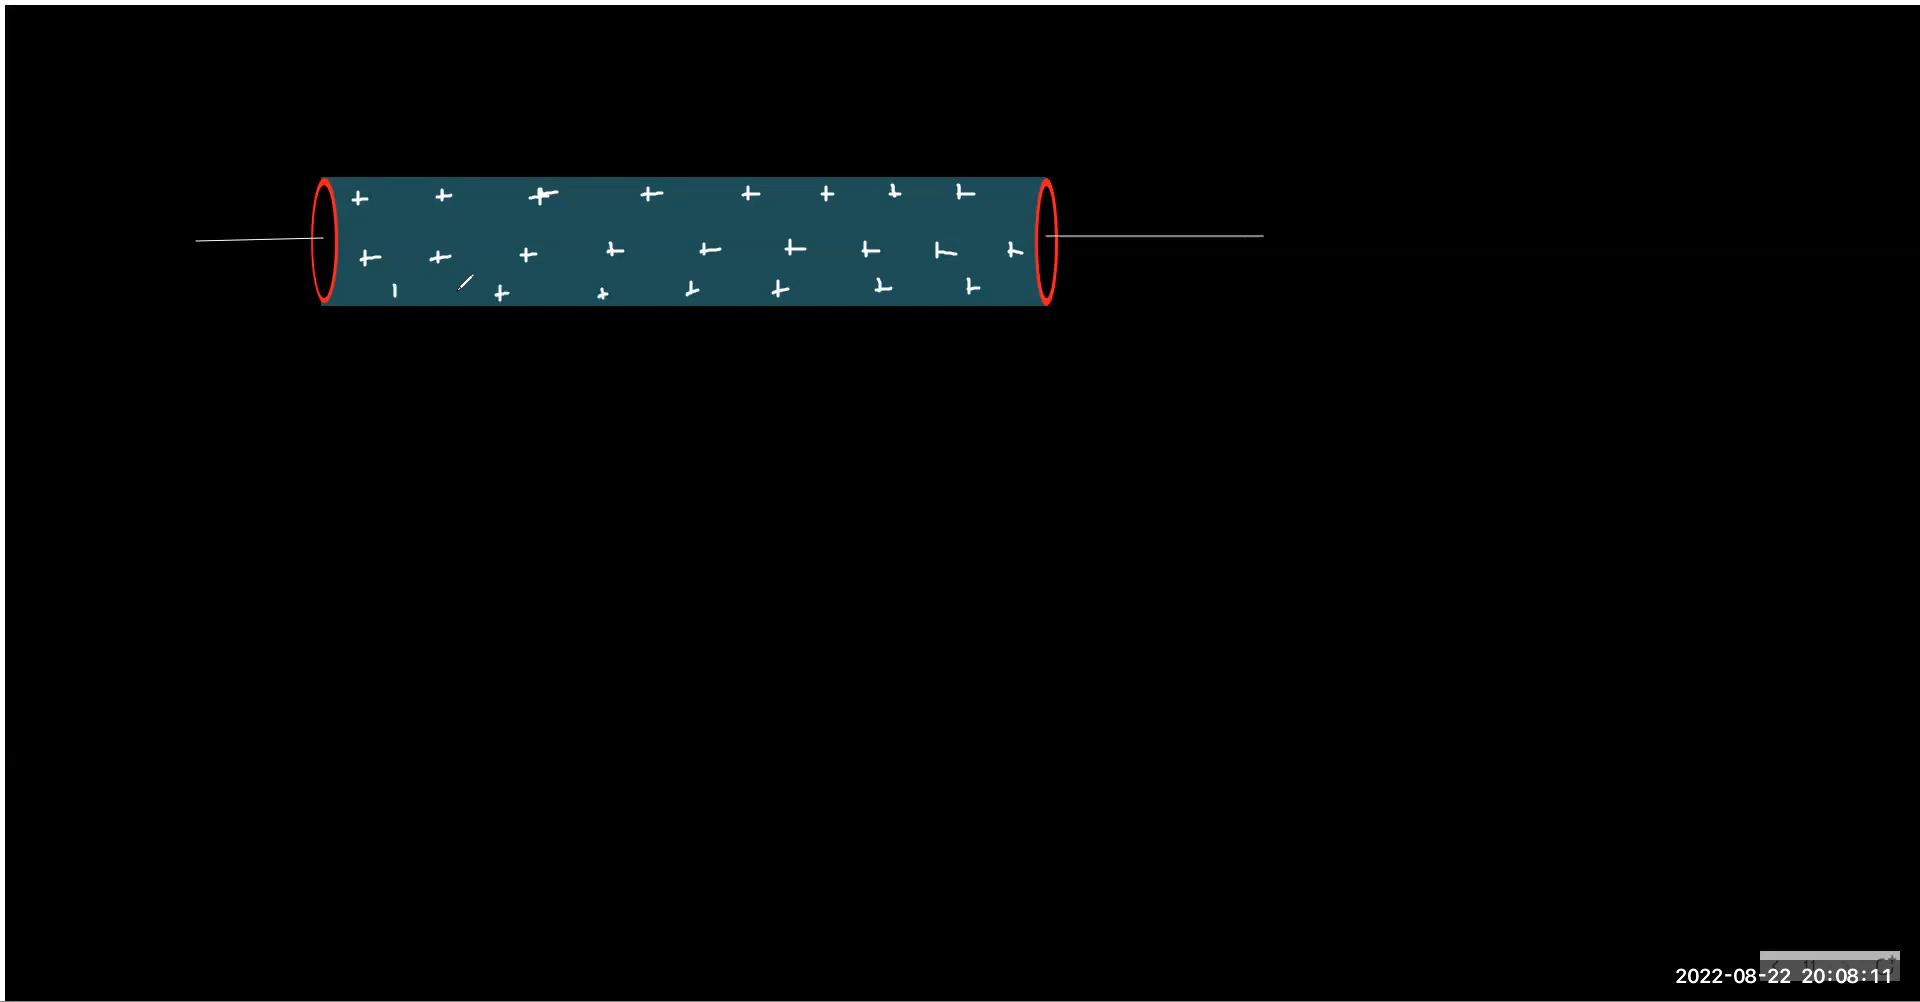 + + + + + + + +
+ + + + + + + + +
+ + + + + +
2022-08-22 20:08:11